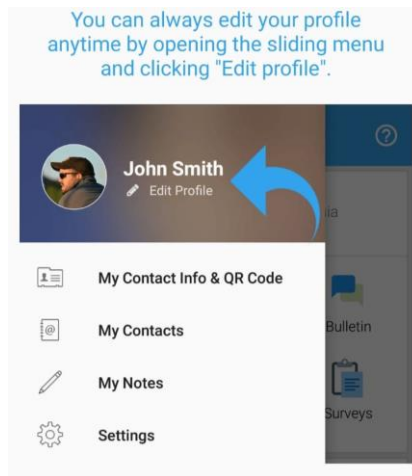 You can always edit your profile
anytime by opening the sliding menu
and clicking "Edit profile".
John Smith
Edit Profile
My Contact Info & QR Code
My Contacts
Bulletin
My Notes
Surveys
Settings